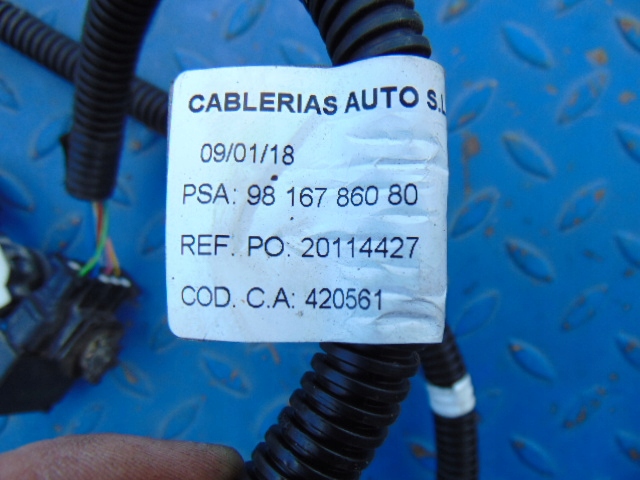 CABLERIAS AUTO S.L
09/01/18
PSA: 98 167 860 80
REF. PO: 20114427
COD. C.A: 420561